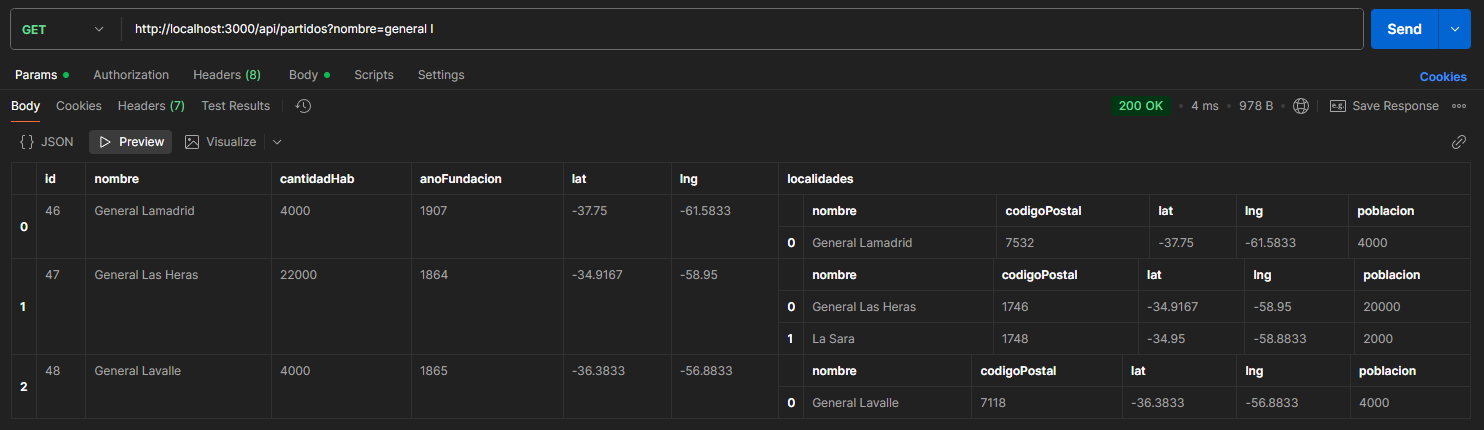 GET http://localhost:3000/api/partidos?nombre=general l Send
Params Authorization Headers (8) Body Scripts Settings Cookies
Body Cookies Headers (7) Test Results 200 OK 4 ms 978 B e.g. Save Response
{} JSON Preview Visualize
id nombre cantidadHab anoFundacion lat lng localidades
0 46 General Lamadrid 4000 1907 -37.75 -61.5833
nombre codigoPostal lat lng poblacion
0 General Lamadrid 7532 -37.75 -61.5833 4000
1 47 General Las Heras 22000 1864 -34.9167 -58.95
nombre codigoPostal lat lng poblacion
0 General Las Heras 1746 -34.9167 -58.95 20000
1 La Sara 1748 -34.95 -58.8833 2000
2 48 General Lavalle 4000 1865 -36.3833 -56.8833
nombre codigoPostal lat lng poblacion
0 General Lavalle 7118 -36.3833 -56.8833 4000